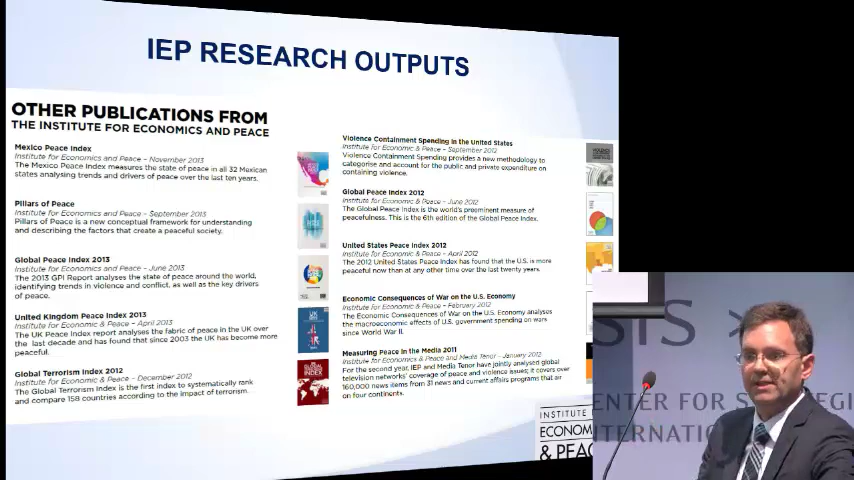 IEP RESEARCH OUTPUTS
OTHER PUBLICATIONS FROM
THE INSTITUTE FOR ECONOMICS AND PEACE
Mexico Peace Index
Institute for Economics and Peace – November 2013
The Mexico Peace Index measures the state of peace in all 32 Mexican
states analysing trends and drivers of peace over the last ten years.
Pillars of Peace
Institute for Economics and Peace – September 2013
Pillars of Peace is a new conceptual framework for understanding
and describing the factors that create a peaceful society.
Global Peace Index 2013
Institute for Economics and Peace – June 2013
The 2013 GPI Report analyses the state of peace around the world,
identifying trends in violence and conflict, as well as the key drivers
of peace.
United Kingdom Peace Index 2013
Institute for Economics & Peace – April 2013
The UK Peace Index report analyses the fabric of peace in the UK over
the last decade and has found that since 2003 the UK has become more
peaceful.
Global Terrorism Index 2012
Institute for Economics & Peace – December 2012
The Global Terrorism Index is the first index to systematically rank
and compare 158 countries according to the impact of terrorism.
Violence Containment Spending in the United States
Institute for Economics & Peace – September 2012
Violence Containment Spending provides a new methodology to
categorise and account for the public and private expenditure on
containing violence.
Global Peace Index 2012
Institute for Economics & Peace – June 2012
The Global Peace Index is the world's preeminent measure of
peacefulness. This is the 6th edition of the Global Peace Index.
United States Peace Index 2012
Institute for Economics & Peace – April 2012
The 2012 United States Peace Index has found that the U.S. is more
peaceful now than at any other time over the last twenty years.
Economic Consequences of War on the U.S. Economy
Institute for Economics & Peace – February 2012
The Economic Consequences of War on the US Economy analyses
the macroeconomic effects of U.S. government spending on wars
since World War II.
Measuring Peace in the Media 2011
Institute for Economics & Peace and Media Tenor – January 2012
For the second year, IEP and Media Tenor have jointly analysed global
television networks' coverage of peace and violence issues; it covers over
160,000 news items from 31 news and current affairs programs that air
on four continents.
INSTITUTE
ECONOM
& PEAC
SIS
ENTER FOR S EGI
NTERNATIO